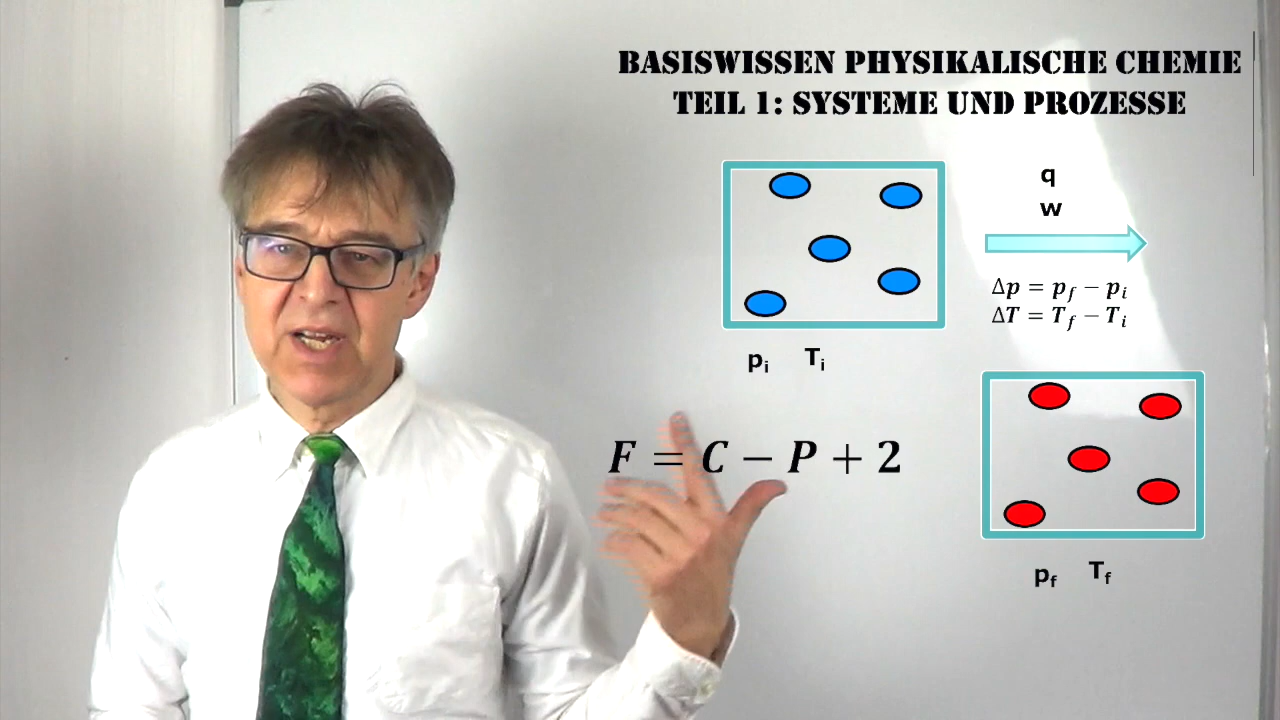 BASISWISSEN PHYSIKALISCHE CHEMIE
TEIL 1: SYSTEME UND PROZESSE
q
w
Δp = p_f − p_i
ΔT = T_f − T_i
p_i T_i
F = C − P + 2
p_f T_f